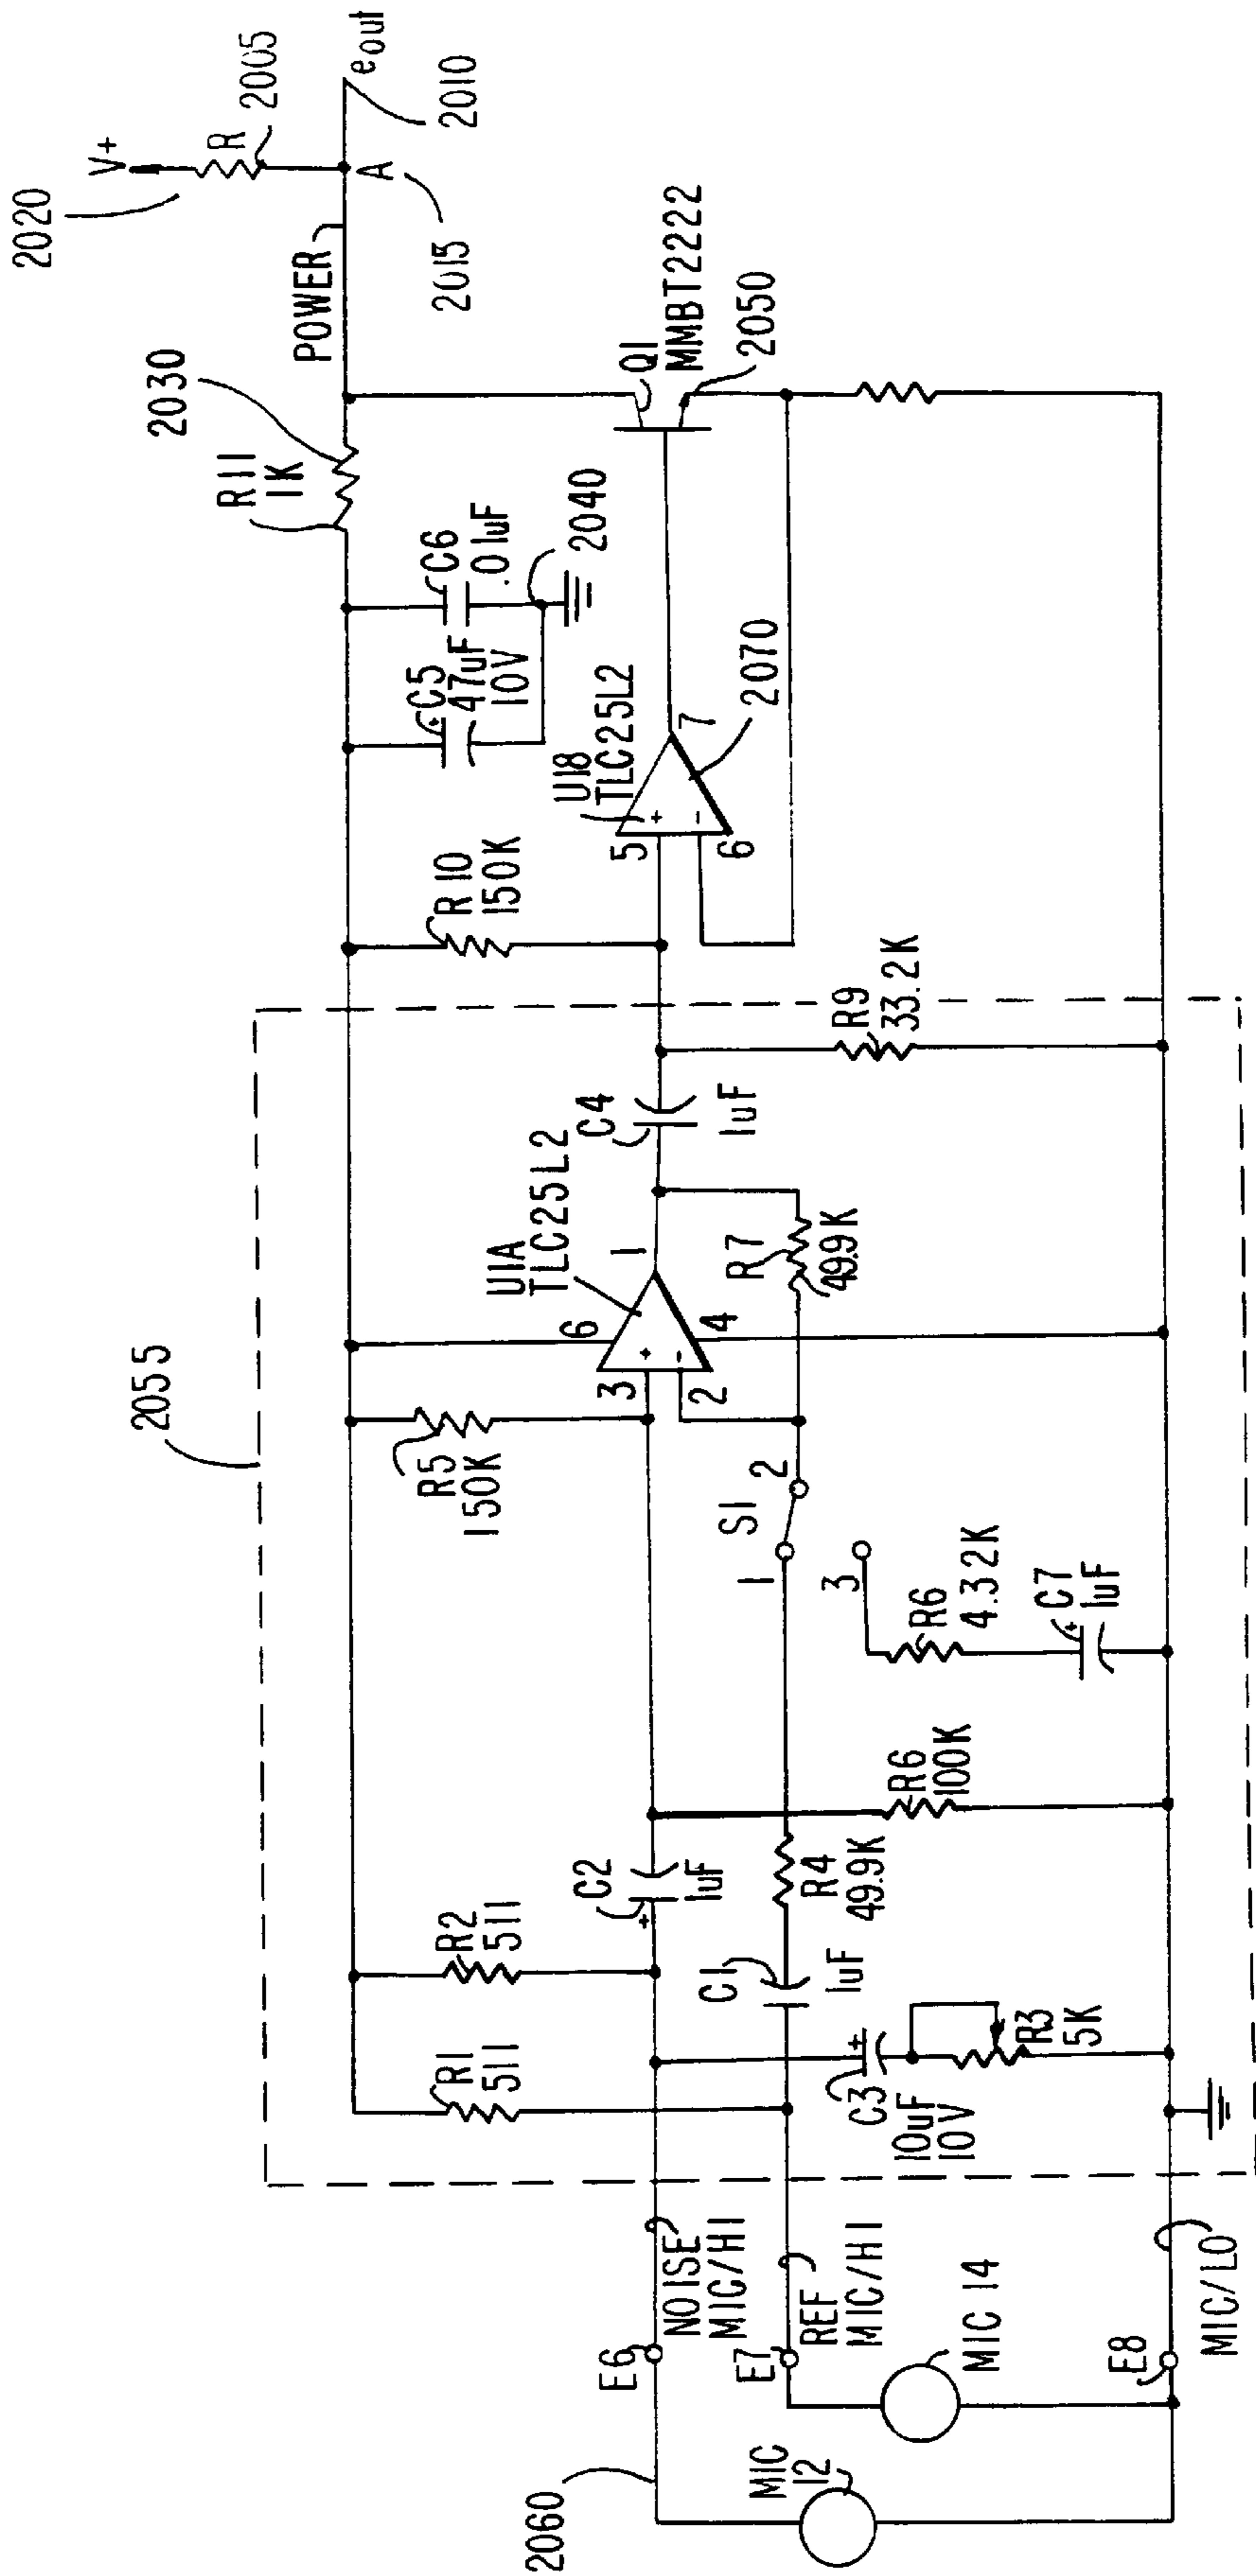 2020
V+
R
2005
e_out
2010
A
2015
POWER
2030
R11
1K
Q1
MMBT2222
2050
C6
.01uF
2040
C5
+
47uF
10V
U18
TLC25L2
2070
5
+
-
6
7
R10
150K
2055
R9
33.2K
C4
1uF
U1A
TLC25L2
1
6
3
+
-
2
4
R7
49.9K
R5
150K
S1
2
1
3
R6
4.32K
C7
+
1uF
R6
100K
R4
49.9K
C2
+
1uF
R2
511
C1
1uF
R1
511
C3
+
10uF
10V
R3
5K
NOISE
MIC/HI
E6
REF
MIC/HI
E7
MIC 14
MIC/LO
E8
MIC
12
2060